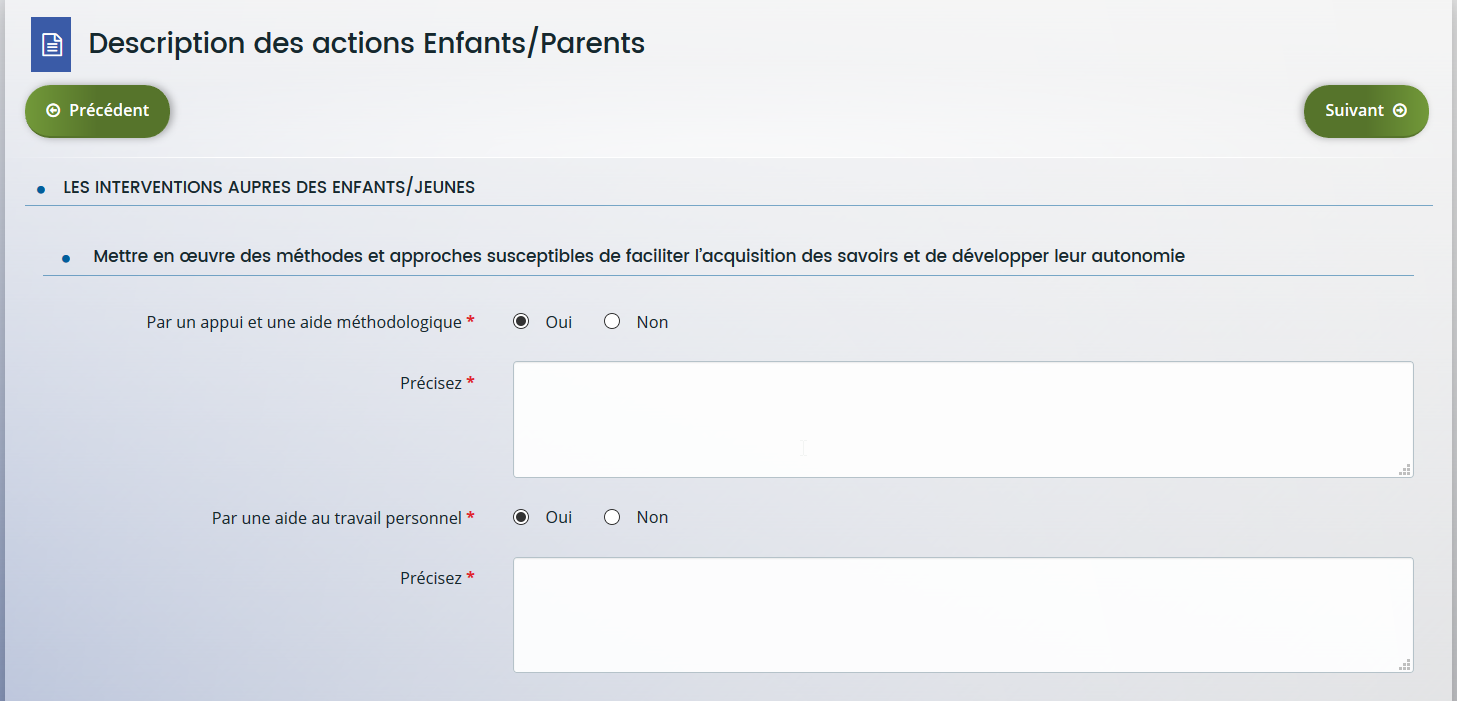 Description des actions Enfants/Parents
Précédent
Suivant
LES INTERVENTIONS AUPRES DES ENFANTS/JEUNES
Mettre en œuvre des méthodes et approches susceptibles de faciliter l'acquisition des savoirs et de développer leur autonomie
Par un appui et une aide méthodologique * Oui Non
Précisez *
Par une aide au travail personnel * Oui Non
Précisez *